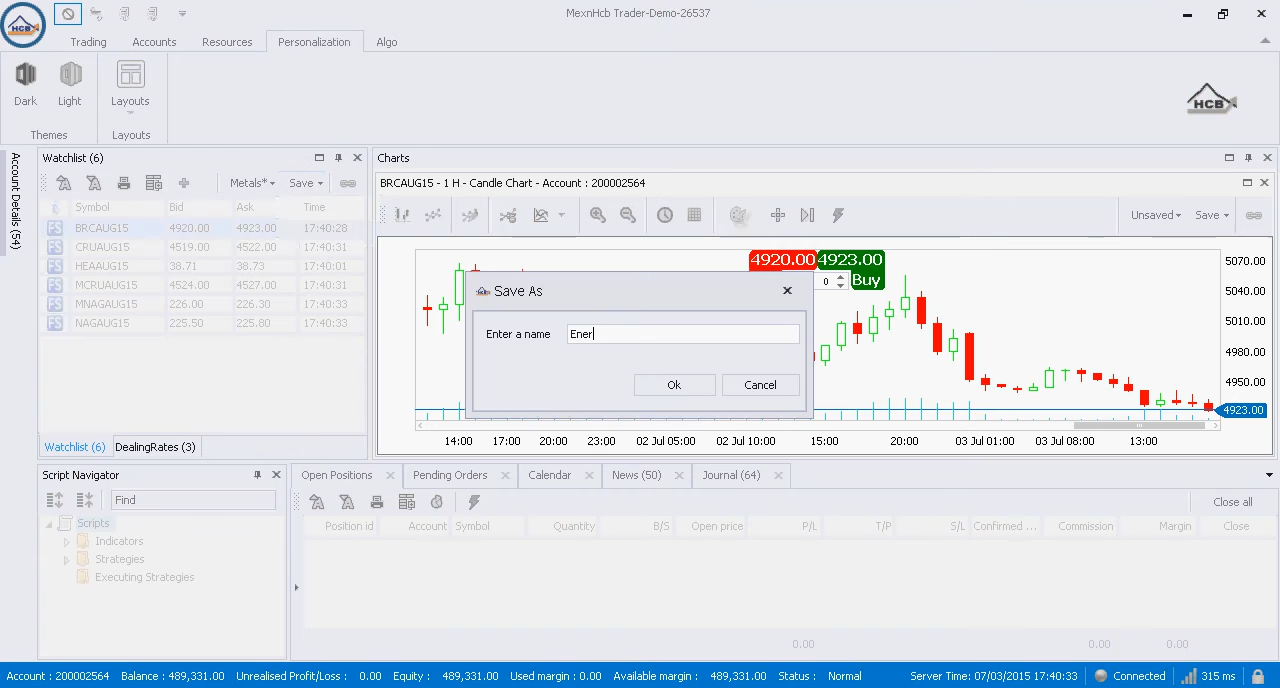 MexnHcb Trader-Demo-26537
HCB
Trading Accounts Resources Personalization Algo
Dark Light Layouts
Themes Layouts
HCB
Account Details (54)
Watchlist (6)
Metals* Save
Symbol Bid Ask Time
FS BRCAUG15 4920.00 4923.00 17:40:28
FS CRUAUG15 4519.00 4522.00 17:40:31
FS HEAAUG15 38.71 38.73 17:40:01
FS MCRUAUG15 4524.00 4527.00 17:40:31
FS MNAGAUG15 226.00 226.30 17:40:33
FS NAGAUG15 225.50 225.80 17:40:33
Watchlist (6) DealingRates (3)
Charts
BRCAUG15 - 1 H - Candle Chart - Account : 200002564
Unsaved Save
4920.00 4923.00
0 Buy
5070.00
5040.00
5010.00
4980.00
4950.00
4923.00
14:00 17:00 20:00 23:00 02 Jul 05:00 02 Jul 10:00 15:00 20:00 03 Jul 01:00 03 Jul 08:00 13:00
Save As
Enter a name Ener
Ok Cancel
Script Navigator
Find
Scripts
Indicators
Strategies
Executing Strategies
Open Positions Pending Orders Calendar News (50) Journal (64)
Close all
Position id Account Symbol Quantity B/S Open price P/L T/P S/L Confirmed ... Commission Margin Close
0.00 0.00 0.00
Account : 200002564 Balance : 489,331.00 Unrealised Profit/Loss : 0.00 Equity : 489,331.00 Used margin : 0.00 Available margin : 489,331.00 Status : Normal Server Time: 07/03/2015 17:40:33 Connected 315 ms